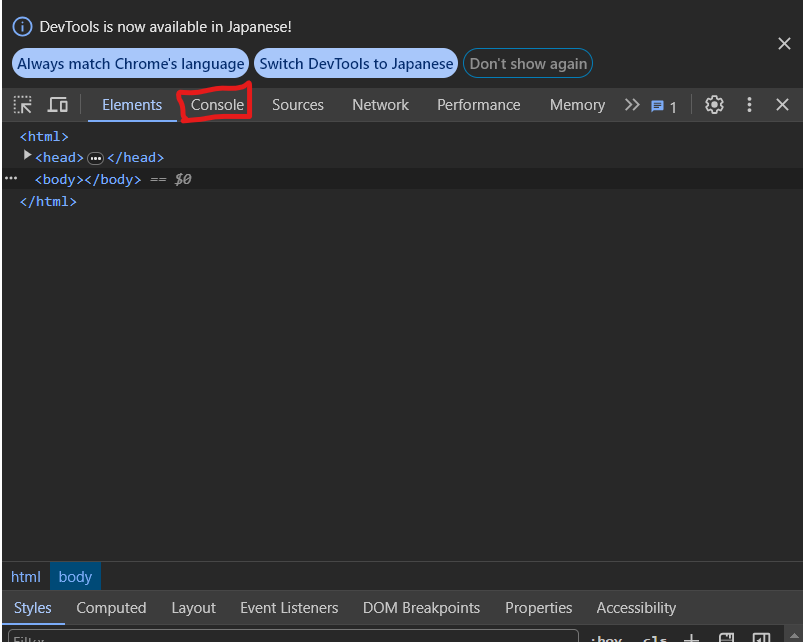 DevTools is now available in Japanese!
Always match Chrome's language Switch DevTools to Japanese Don't show again
Elements Console Sources Network Performance Memory 1
<html>
<head> </head>
<body></body> == $0
</html>
html body
Styles Computed Layout Event Listeners DOM Breakpoints Properties Accessibility
Filter :hov .cls